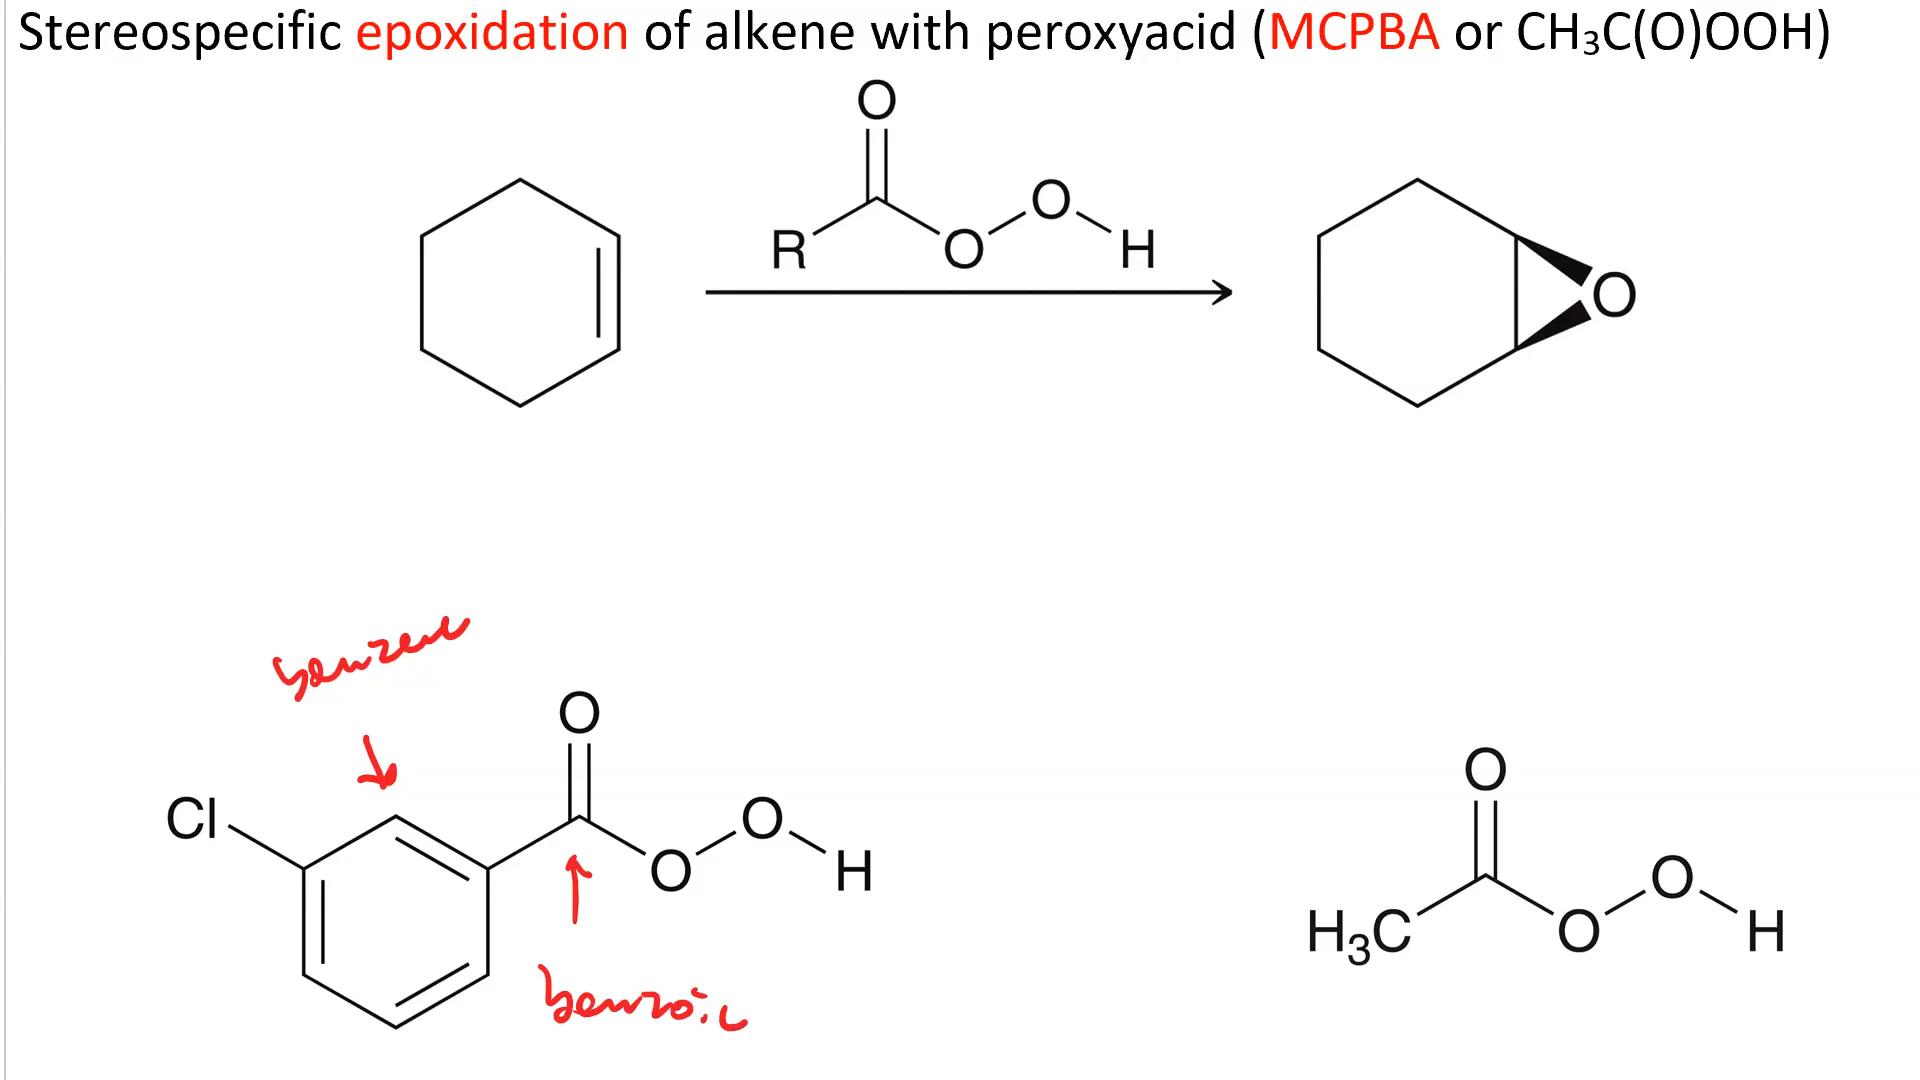 Stereospecific epoxidation of alkene with peroxyacid (MCPBA or CH₃C(O)OOH)
O
R O O H
O
benzene
O
Cl O O H
benzoic
O
H₃C O O H